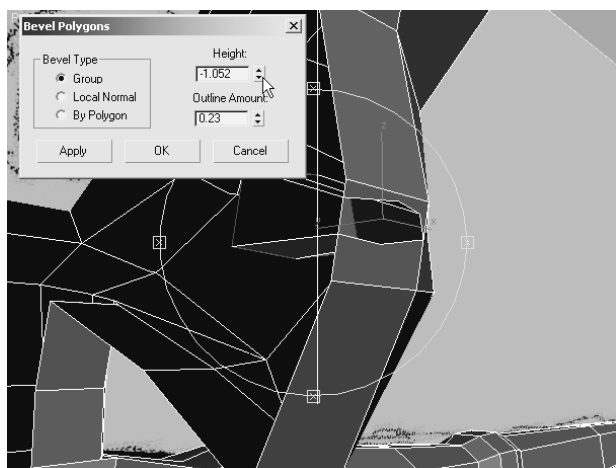 Bevel Polygons
Bevel Type
Group
Local Normal
By Polygon
Height:
-1.052
Outline Amount:
0.23
Apply
OK
Cancel
z
x